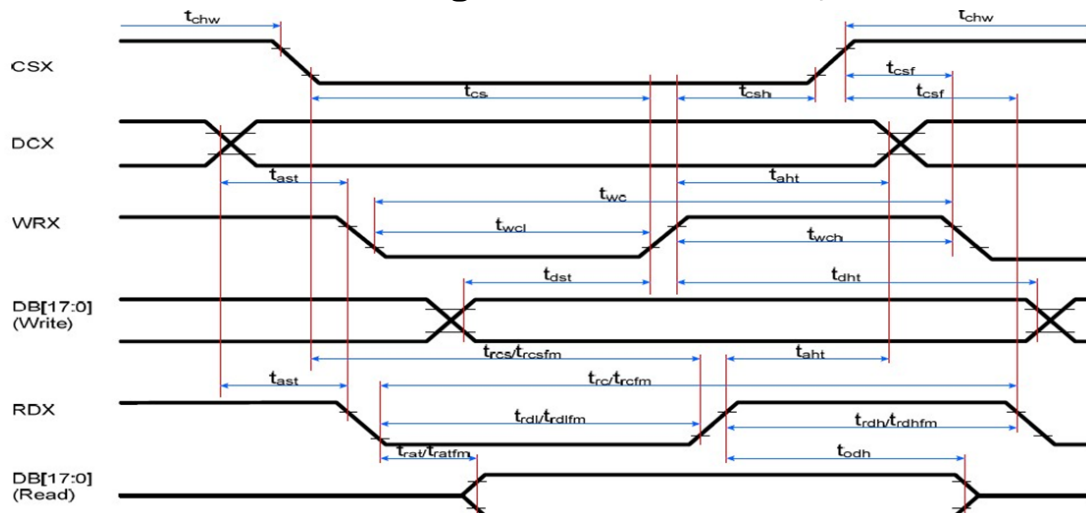 tchw
tchw
CSX
tcsf
tcs
tcsh
tcsf
DCX
tast
taht
twc
WRX
twcl
twch
tdst
tdht
DB[17:0]
(Write)
trcs/trcsfm
taht
tast
trc/trcfm
RDX
trdl/trdlfm
trdh/trdhfm
trat/tratfm
todh
DB[17:0]
(Read)